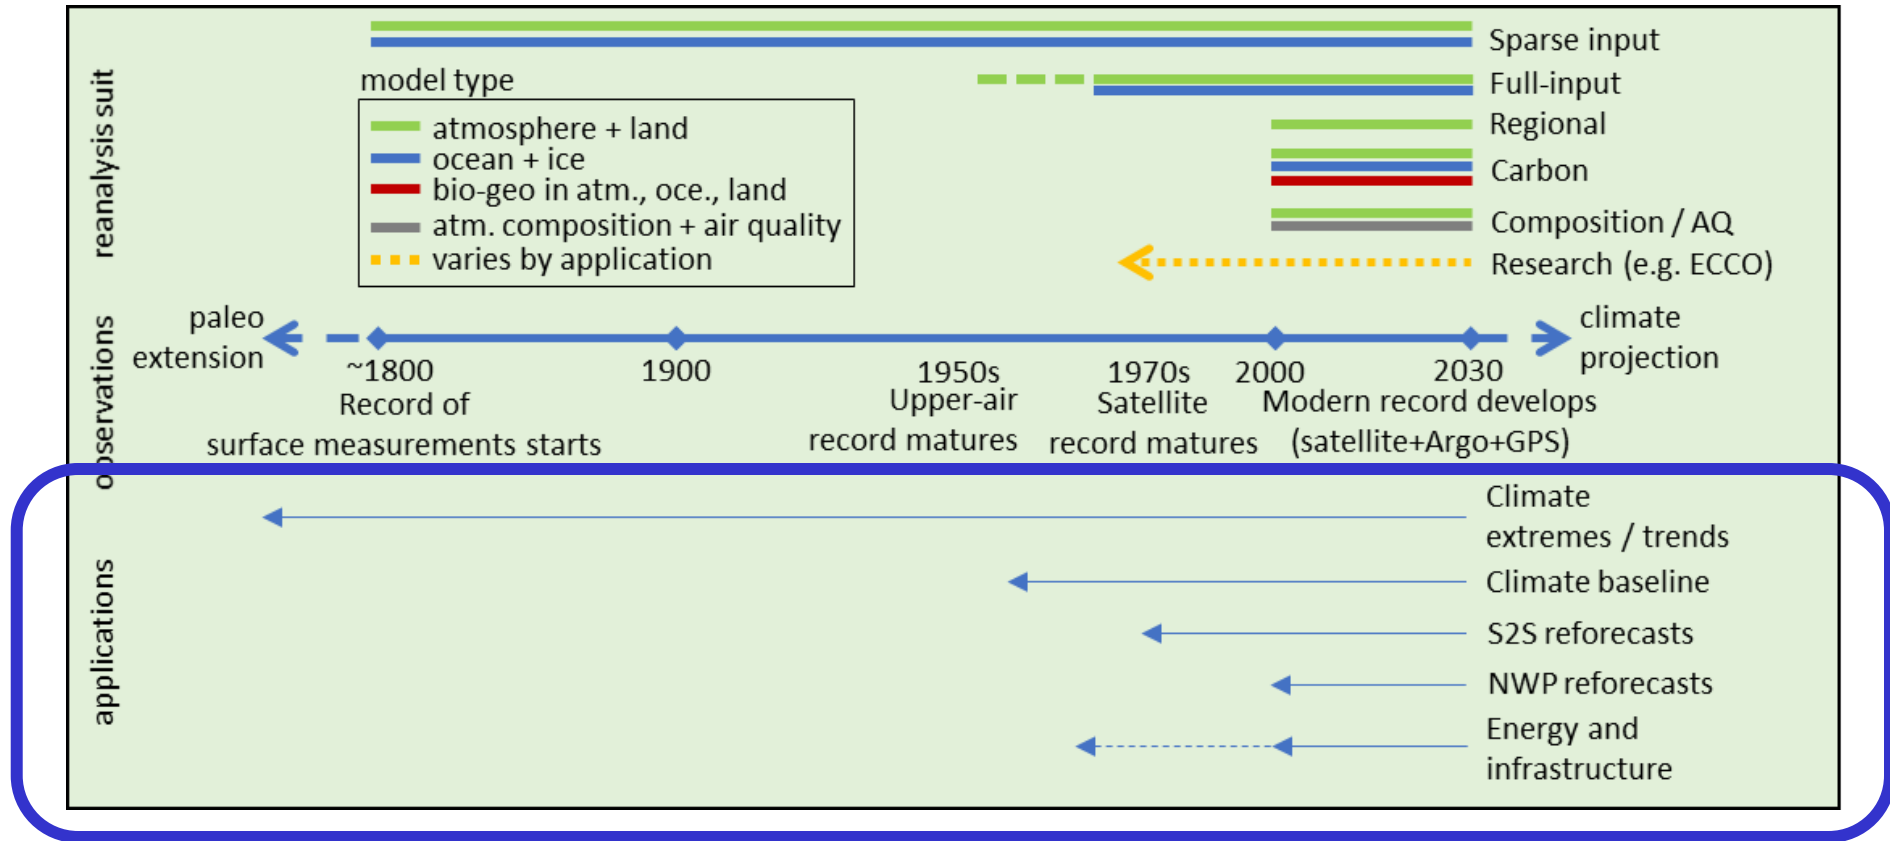 reanalysis suit
Sparse input
model type
Full-input
atmosphere + land
Regional
ocean + ice
Carbon
bio-geo in atm., oce., land
atm. composition + air quality
Composition / AQ
varies by application
Research (e.g. ECCO)
observations
paleo
extension
climate
projection
~1800
1900
1950s
1970s
2000
2030
Record of
surface measurements starts
Upper-air
record matures
Satellite
record matures
Modern record develops
(satellite+Argo+GPS)
applications
Climate
extremes / trends
Climate baseline
S2S reforecasts
NWP reforecasts
Energy and
infrastructure